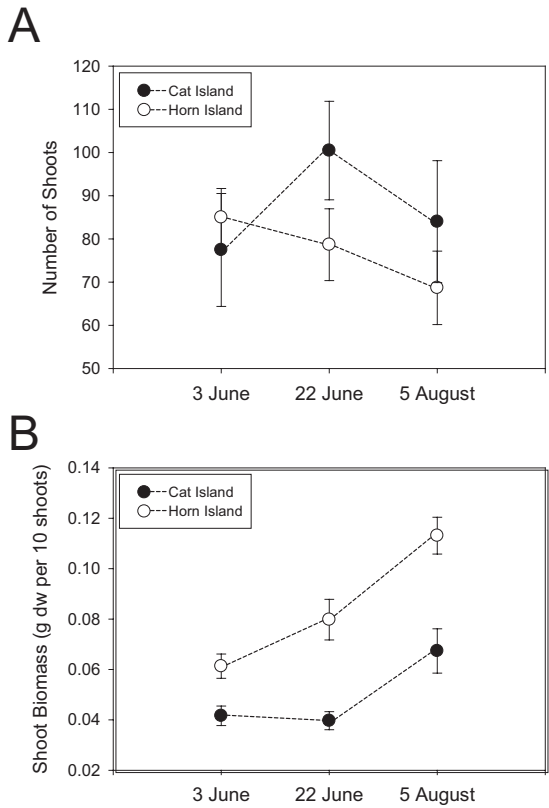 A
Number of Shoots
120
110
100
90
80
70
60
50
Cat Island
Horn Island
3 June
22 June
5 August
B
Shoot Biomass (g dw per 10 shoots)
0.14
0.12
0.10
0.08
0.06
0.04
0.02
Cat Island
Horn Island
3 June
22 June
5 August